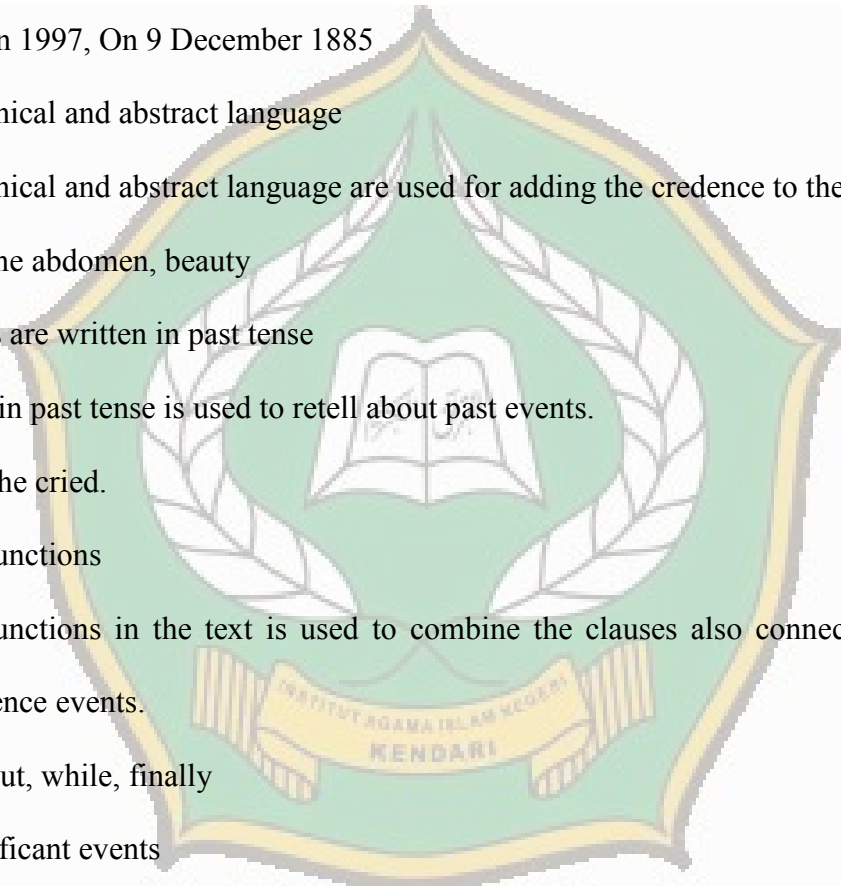 n 1997, On 9 December 1885
nical and abstract language
nical and abstract language are used for adding the credence to the
ne abdomen, beauty
s are written in past tense
in past tense is used to retell about past events.
he cried.
unctions
unctions in the text is used to combine the clauses also connec
ence events.
ut, while, finally
ficant events
INSTITUT AGAMA ISLAM NEGERI
KENDARI